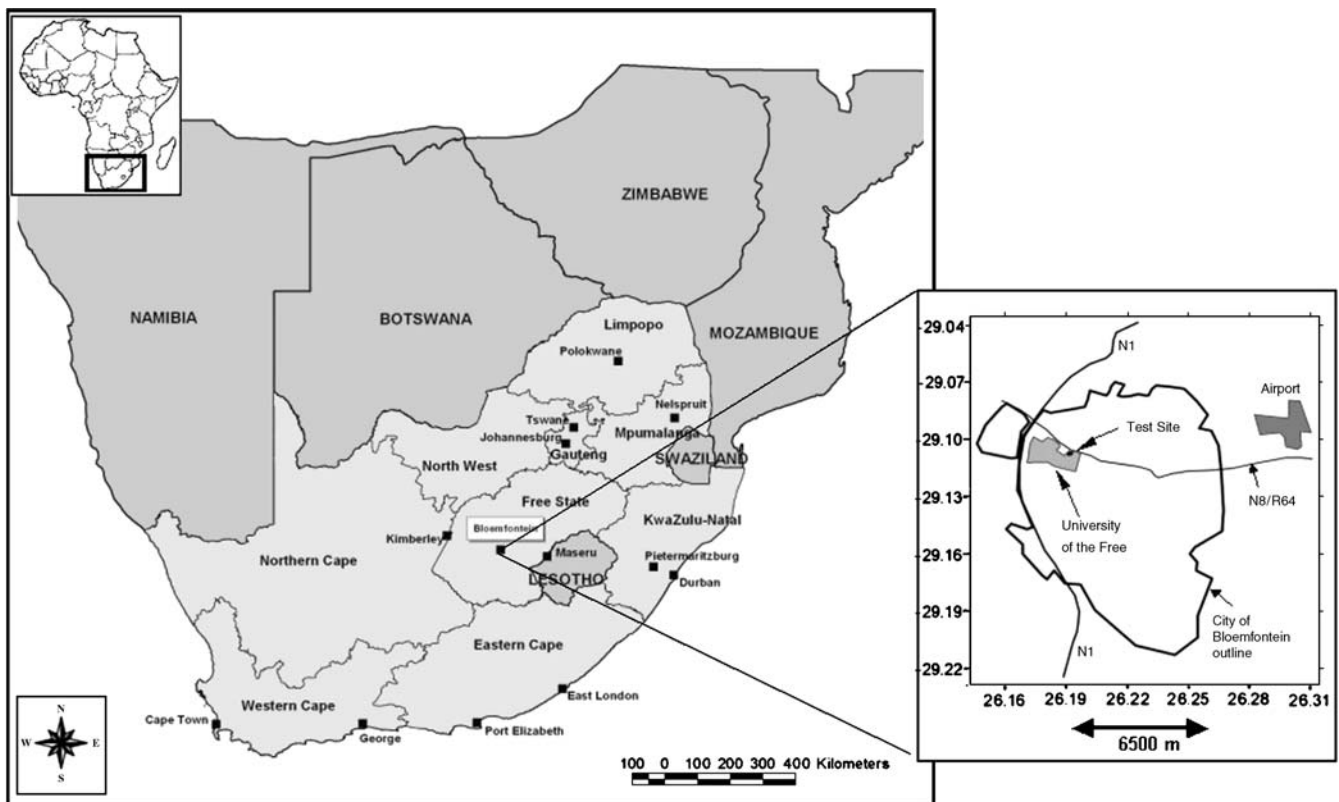 ZIMBABWE
NAMIBIA
BOTSWANA
MOZAMBIQUE
Limpopo
Polokwane
Nelspruit
Tswane
Johannesburg
Mpumalanga
Gauteng
SWAZILAND
North West
Free State
KwaZulu-Natal
Bloemfontein
Kimberley
Northern Cape
Maseru
Pietermaritzburg
LESOTHO
Durban
Eastern Cape
East London
Western Cape
Cape Town
George
Port Elizabeth
N
W E
S
100 0 100 200 300 400 Kilometers
29.04
29.07
29.10
29.13
29.16
29.19
29.22
N1
Airport
Test Site
N8/R64
University
of the Free
City of
Bloemfontein
outline
N1
26.16 26.19 26.22 26.25 26.28 26.31
6500 m